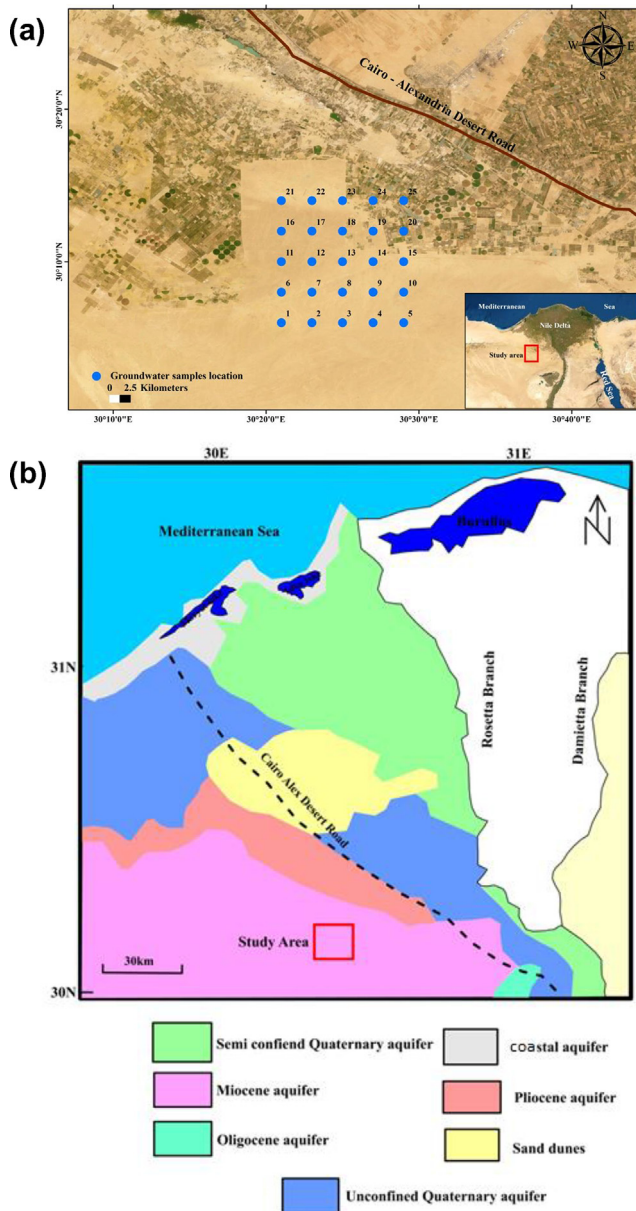 (a)
N
W E
S
Cairo - Alexandria Desert Road
30°20'0"N
30°10'0"N
21 22 23 24 25
16 17 18 19 20
11 12 13 14 15
6 7 8 9 10
1 2 3 4 5
Groundwater samples location
0 2.5 Kilometers
Mediterranean Sea
Nile Delta
Study area
Red Sea
30°10'0"E 30°20'0"E 30°30'0"E 30°40'0"E
(b)
30E 31E
N
Mediterranean Sea
Burullus
31N
Rosetta Branch
Damietta Branch
Cairo Alex Desert Road
Study Area
30km
30N
Semi confiend Quaternary aquifer
coastal aquifer
Miocene aquifer
Pliocene aquifer
Oligocene aquifer
Sand dunes
Unconfined Quaternary aquifer